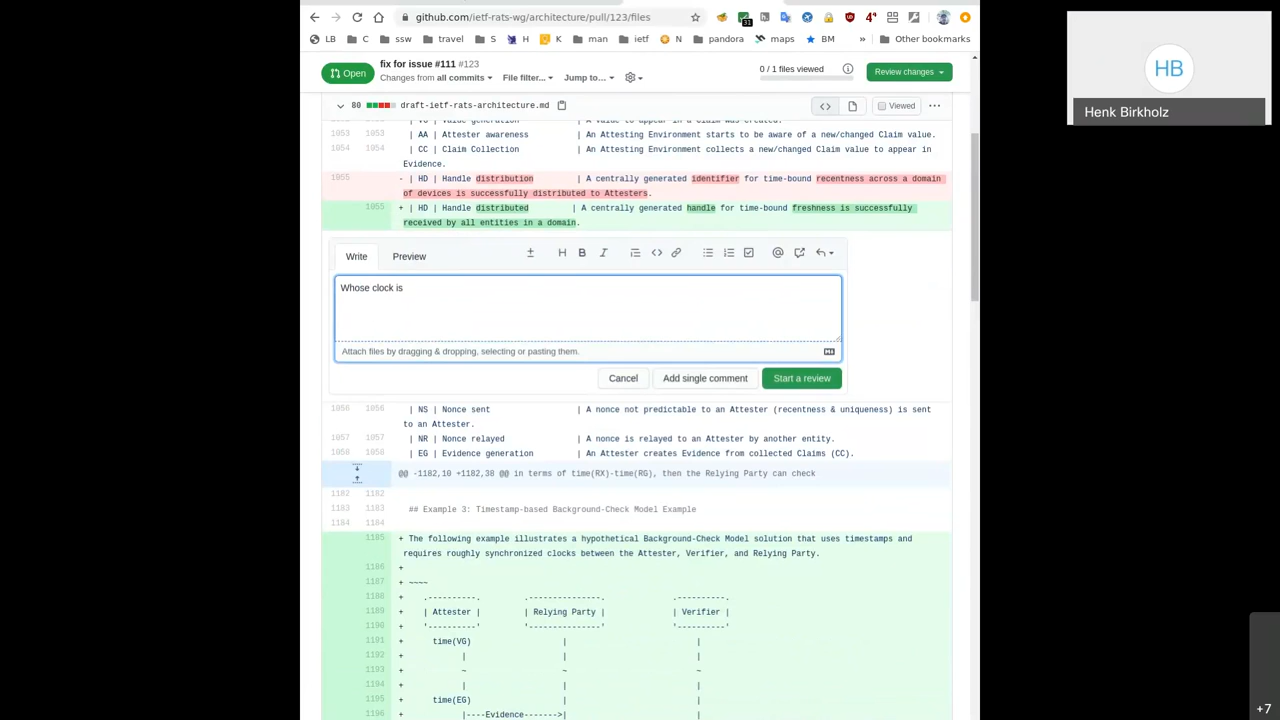 github.com/ietf-rats-wg/architecture/pull/123/files
31
4⁹
LB C ssw travel S H K man ietf N pandora maps BM » Other bookmarks
Open
fix for issue #111 #123
Changes from all commits File filter... Jump to...
0 / 1 files viewed
Review changes
80 draft-ietf-rats-architecture.md Viewed
1053 1053 | AA | Attester awareness | An Attesting Environment starts to be aware of a new/changed Claim value.
1054 1054 | CC | Claim Collection | An Attesting Environment collects a new/changed Claim value to appear in
Evidence.
1055 - | HD | Handle distribution | A centrally generated identifier for time-bound recentness across a domain
of devices is successfully distributed to Attesters.
1055 + | HD | Handle distributed | A centrally generated handle for time-bound freshness is successfully
received by all entities in a domain.
Write Preview
Whose clock is
Attach files by dragging & dropping, selecting or pasting them.
Cancel Add single comment Start a review
1056 1056 | NS | Nonce sent | A nonce not predictable to an Attester (recentness & uniqueness) is sent
to an Attester.
1057 1057 | NR | Nonce relayed | A nonce is relayed to an Attester by another entity.
1058 1058 | EG | Evidence generation | An Attester creates Evidence from collected Claims (CC).
@@ -1182,10 +1182,38 @@ in terms of time(RX)-time(RG), then the Relying Party can check
1182 1182
1183 1183 ## Example 3: Timestamp-based Background-Check Model Example
1184 1184
1185 + The following example illustrates a hypothetical Background-Check Model solution that uses timestamps and
requires roughly synchronized clocks between the Attester, Verifier, and Relying Party.
1186 +
1187 + ~~~~
1188 + .----------. .---------------. .----------.
1189 + | Attester | | Relying Party | | Verifier |
1190 + '----------' '---------------' '----------'
1191 + time(VG) | |
1192 + | | |
1193 + ~ ~ ~
1194 + | | |
1195 + time(EG) | |
1196 + |----Evidence------->| |
HB
Henk Birkholz
+7